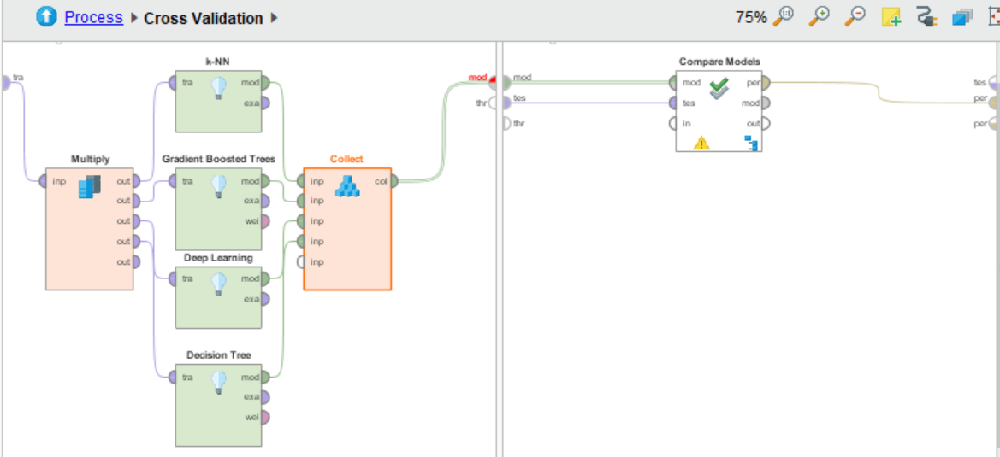 Process Cross Validation
75%
tra
k-NN
tra mod
exa
Multiply
inp out
out
out
out
out
Gradient Boosted Trees
tra mod
exa
wei
Deep Learning
tra mod
exa
Decision Tree
tra mod
exa
wei
Collect
inp col
inp
inp
inp
inp
mod
thr
mod
tes
thr
Compare Models
mod per
tes mod
in out
tes
per
per